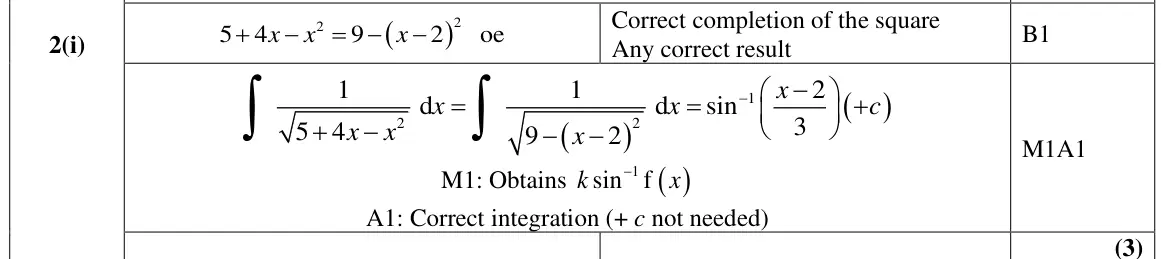 2(i)
5 + 4x − x² = 9 − (x − 2)² oe
Correct completion of the square
Any correct result
B1
∫ 1/√(5 + 4x − x²) dx = ∫ 1/√(9 − (x − 2)²) dx = sin⁻¹((x − 2)/3)(+c)
M1: Obtains k sin⁻¹ f(x)
A1: Correct integration (+ c not needed)
M1A1
(3)